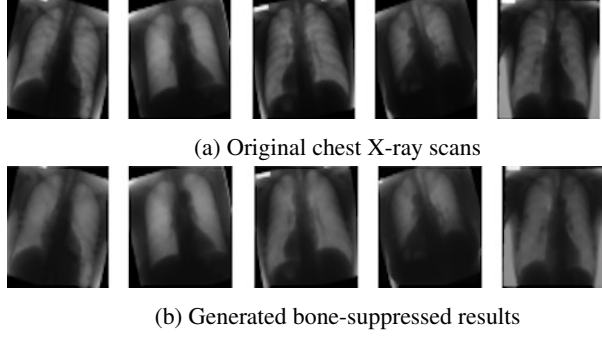 (a) Original chest X-ray scans
(b) Generated bone-suppressed results